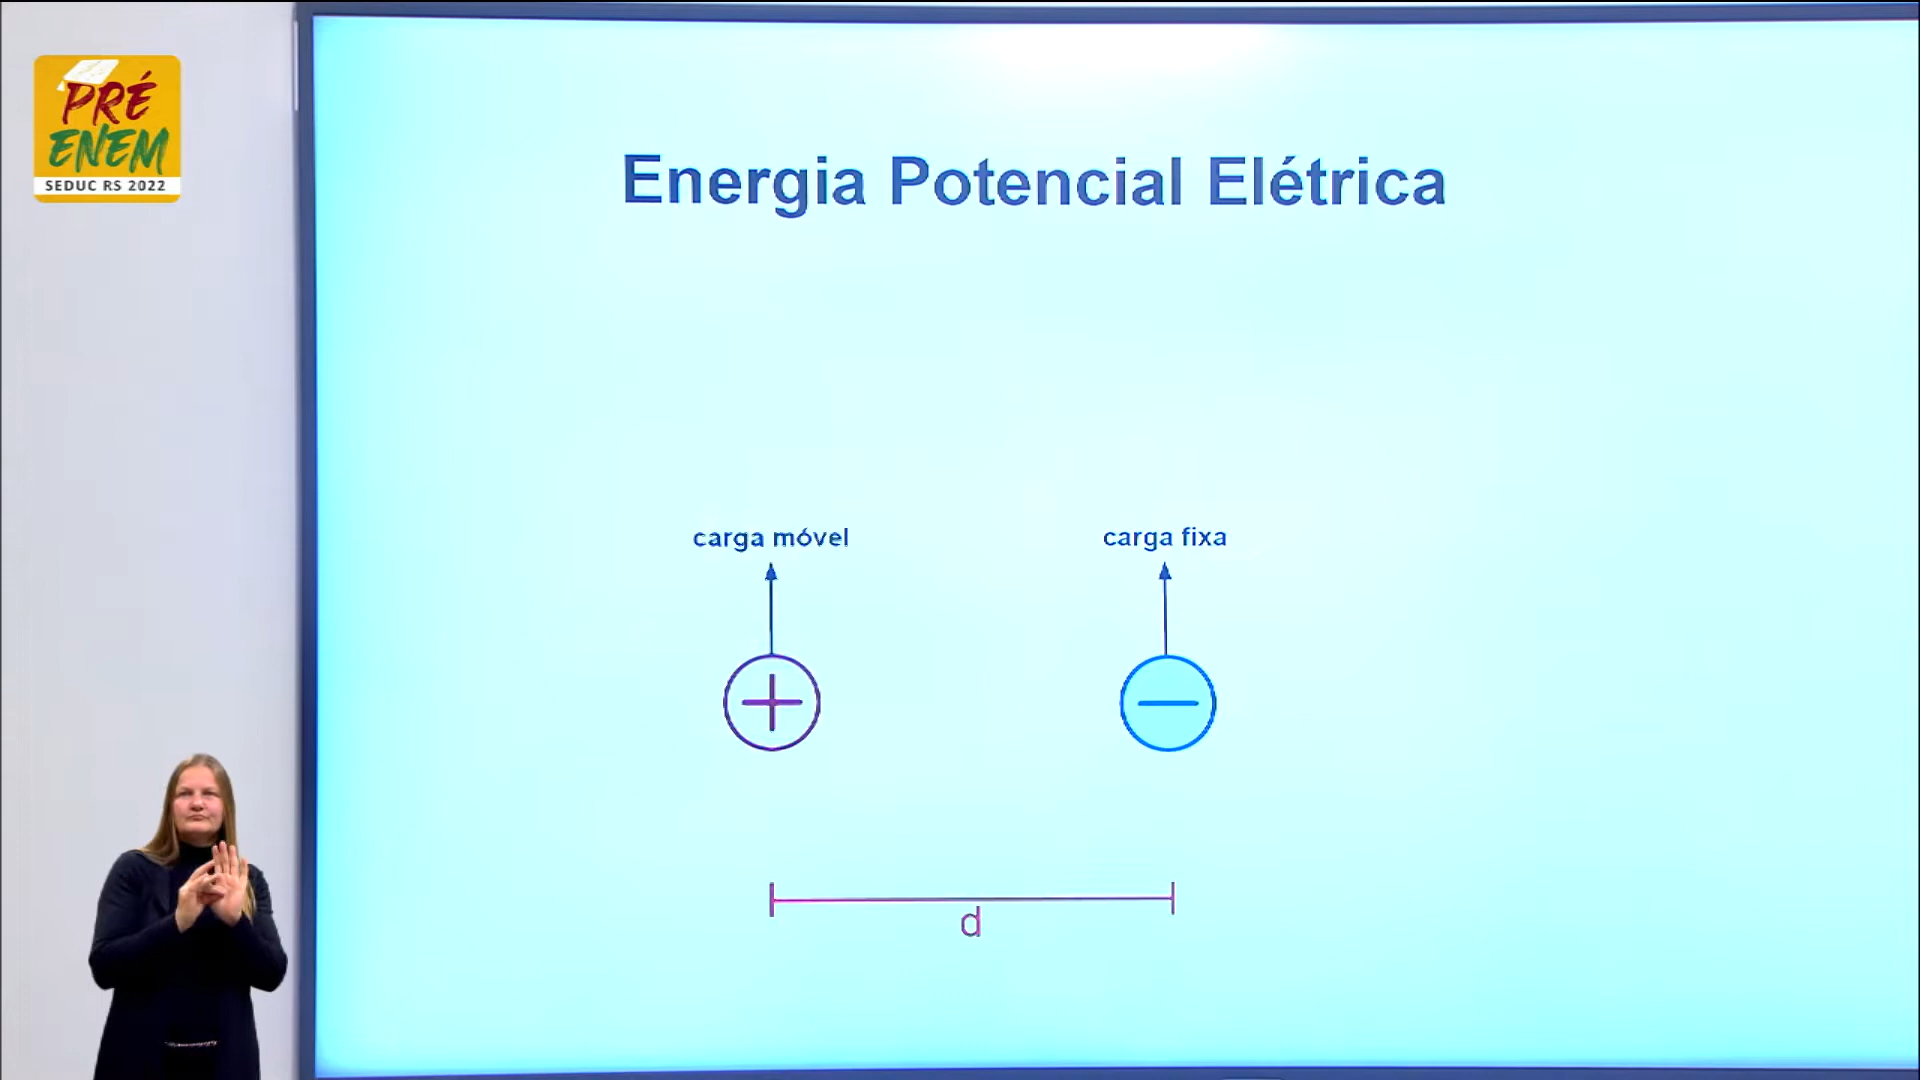 PRÉ
ENEM
SEDUC RS 2022
Energia Potencial Elétrica
carga móvel
carga fixa
+
−
d